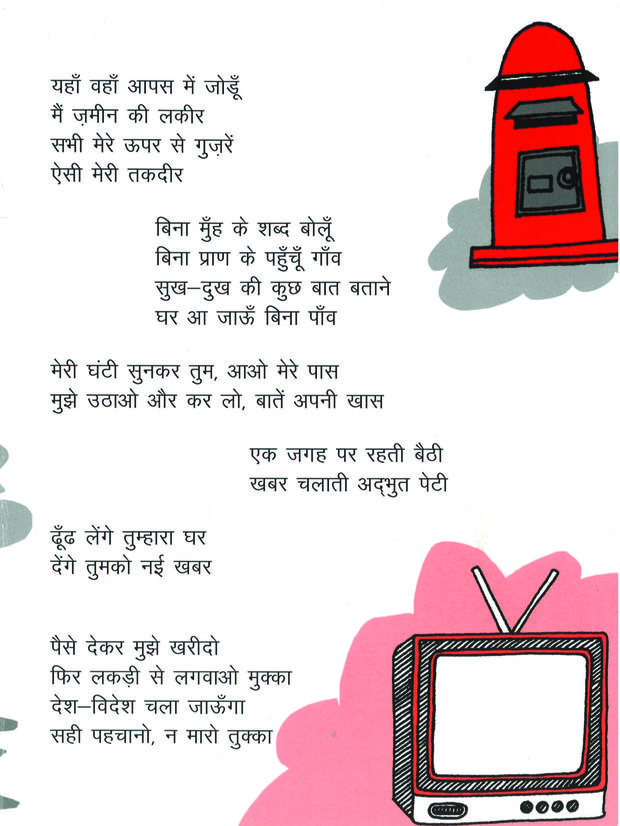 यहाँ वहाँ आपस में जोड़ूँ
मैं ज़मीन की लकीर
सभी मेरे ऊपर से गुज़रें
ऐसी मेरी तकदीर
बिना मुँह के शब्द बोलूँ
बिना प्राण के पहुँचूँ गाँव
सुख–दुख की कुछ बात बताने
घर आ जाऊँ बिना पाँव
मेरी घंटी सुनकर तुम, आओ मेरे पास
मुझे उठाओ और कर लो, बातें अपनी खास
एक जगह पर रहती बैठी
खबर चलाती अद्‌भुत पेटी
ढूँढ लेंगे तुम्हारा घर
देंगे तुमको नई खबर
पैसे देकर मुझे खरीदो
फिर लकड़ी से लगवाओ मुक्का
देश–विदेश चला जाऊँगा
सही पहचानो, न मारो तुक्का